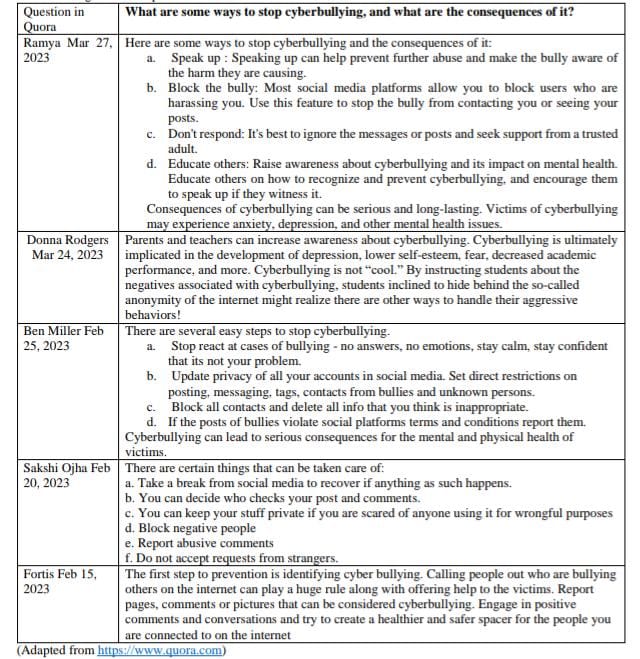 Question in
Quora
What are some ways to stop cyberbullying, and what are the consequences of it?
Ramya Mar 27,
2023
Here are some ways to stop cyberbullying and the consequences of it:
a. Speak up : Speaking up can help prevent further abuse and make the bully aware of
the harm they are causing.
b. Block the bully: Most social media platforms allow you to block users who are
harassing you. Use this feature to stop the bully from contacting you or seeing your
posts.
c. Don't respond: It's best to ignore the messages or posts and seek support from a trusted
adult.
d. Educate others: Raise awareness about cyberbullying and its impact on mental health.
Educate others on how to recognize and prevent cyberbullying, and encourage them
to speak up if they witness it.
Consequences of cyberbullying can be serious and long-lasting. Victims of cyberbullying
may experience anxiety, depression, and other mental health issues.
Donna Rodgers
Mar 24, 2023
Parents and teachers can increase awareness about cyberbullying. Cyberbullying is ultimately
implicated in the development of depression, lower self-esteem, fear, decreased academic
performance, and more. Cyberbullying is not “cool.” By instructing students about the
negatives associated with cyberbullying, students inclined to hide behind the so-called
anonymity of the internet might realize there are other ways to handle their aggressive
behaviors!
Ben Miller Feb
25, 2023
There are several easy steps to stop cyberbullying.
a. Stop react at cases of bullying - no answers, no emotions, stay calm, stay confident
that its not your problem.
b. Update privacy of all your accounts in social media. Set direct restrictions on
posting, messaging, tags, contacts from bullies and unknown persons.
c. Block all contacts and delete all info that you think is inappropriate.
d. If the posts of bullies violate social platforms terms and conditions report them.
Cyberbullying can lead to serious consequences for the mental and physical health of
victims.
Sakshi Ojha Feb
20, 2023
There are certain things that can be taken care of:
a. Take a break from social media to recover if anything as such happens.
b. You can decide who checks your post and comments.
c. You can keep your stuff private if you are scared of anyone using it for wrongful purposes
d. Block negative people
e. Report abusive comments
f. Do not accept requests from strangers.
Fortis Feb 15,
2023
The first step to prevention is identifying cyber bullying. Calling people out who are bullying
others on the internet can play a huge rule along with offering help to the victims. Report
pages, comments or pictures that can be considered cyberbullying. Engage in positive
comments and conversations and try to create a healthier and safer spacer for the people you
are connected to on the internet
(Adapted from https://www.quora.com)